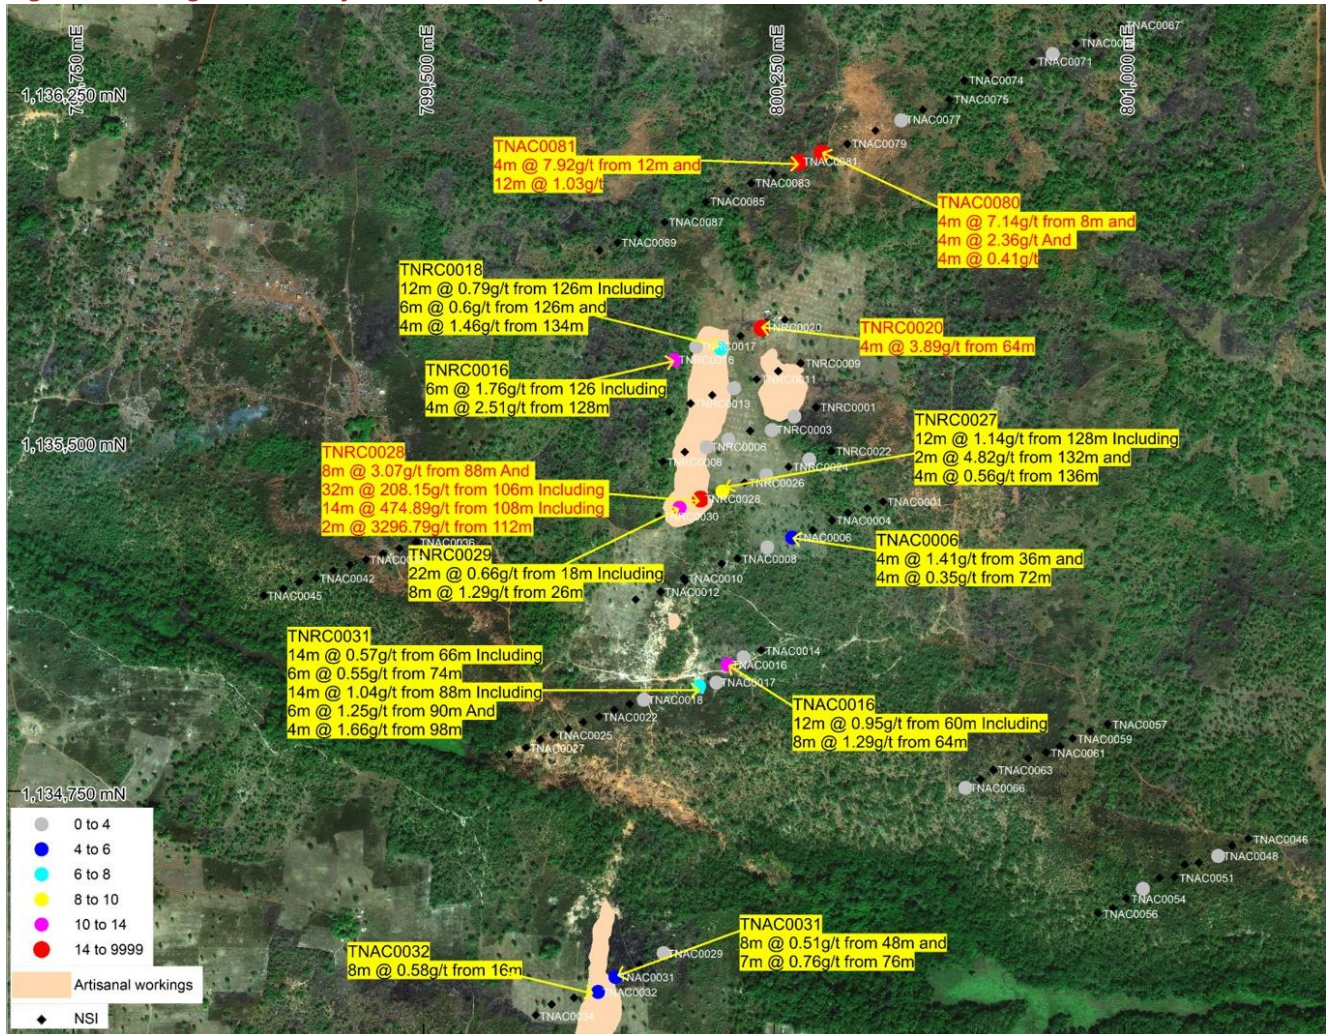 798,750 mE
799,500 mE
800,250 mE
801,000 mE
1,136,250 mN
1,135,500 mN
1,134,750 mN
TNAC0067
TNAC0071
TNAC0074
TNAC0075
TNAC0077
TNAC0079
TNAC0081
TNAC0083
TNAC0085
TNAC0087
TNAC0089
TNAC0081
4m @ 7.92g/t from 12m and
12m @ 1.03g/t
TNAC0080
4m @ 7.14g/t from 8m and
4m @ 2.36g/t And
4m @ 0.41g/t
TNRC0018
12m @ 0.79g/t from 126m Including
6m @ 0.6g/t from 126m and
4m @ 1.46g/t from 134m
TNRC0020
TNRC0020
4m @ 3.89g/t from 64m
TNRC0017
TNRC0016
TNRC0016
6m @ 1.76g/t from 126 Including
4m @ 2.51g/t from 128m
TNRC0009
TNRC0011
TNRC0013
TNRC0001
TNRC0003
TNRC0006
TNRC0008
TNRC0022
TNRC0024
TNRC0026
TNRC0028
TNRC0027
12m @ 1.14g/t from 128m Including
2m @ 4.82g/t from 132m and
4m @ 0.56g/t from 136m
TNRC0028
8m @ 3.07g/t from 88m And
32m @ 208.15g/t from 106m Including
14m @ 474.89g/t from 108m Including
2m @ 3296.79g/t from 112m
TNRC0029
22m @ 0.66g/t from 18m Including
8m @ 1.29g/t from 26m
TNAC0001
TNAC0004
TNAC0006
TNAC0008
TNAC0010
TNAC0012
TNAC0006
4m @ 1.41g/t from 36m and
4m @ 0.35g/t from 72m
TNAC0036
TNAC0042
TNAC0045
TNRC0031
14m @ 0.57g/t from 66m Including
6m @ 0.55g/t from 74m
14m @ 1.04g/t from 88m Including
6m @ 1.25g/t from 90m And
4m @ 1.66g/t from 98m
TNAC0014
TNAC0016
TNAC0017
TNAC0018
TNAC0022
TNAC0025
TNAC0027
TNAC0016
12m @ 0.95g/t from 60m Including
8m @ 1.29g/t from 64m
TNAC0057
TNAC0059
TNAC0061
TNAC0063
TNAC0066
TNAC0046
TNAC0048
TNAC0051
TNAC0054
TNAC0056
TNAC0032
8m @ 0.58g/t from 16m
TNAC0031
8m @ 0.51g/t from 48m and
7m @ 0.76g/t from 76m
TNAC0029
TNAC0031
TNAC0032
TNAC0034
0 to 4
4 to 6
6 to 8
8 to 10
10 to 14
14 to 9999
Artisanal workings
NSI